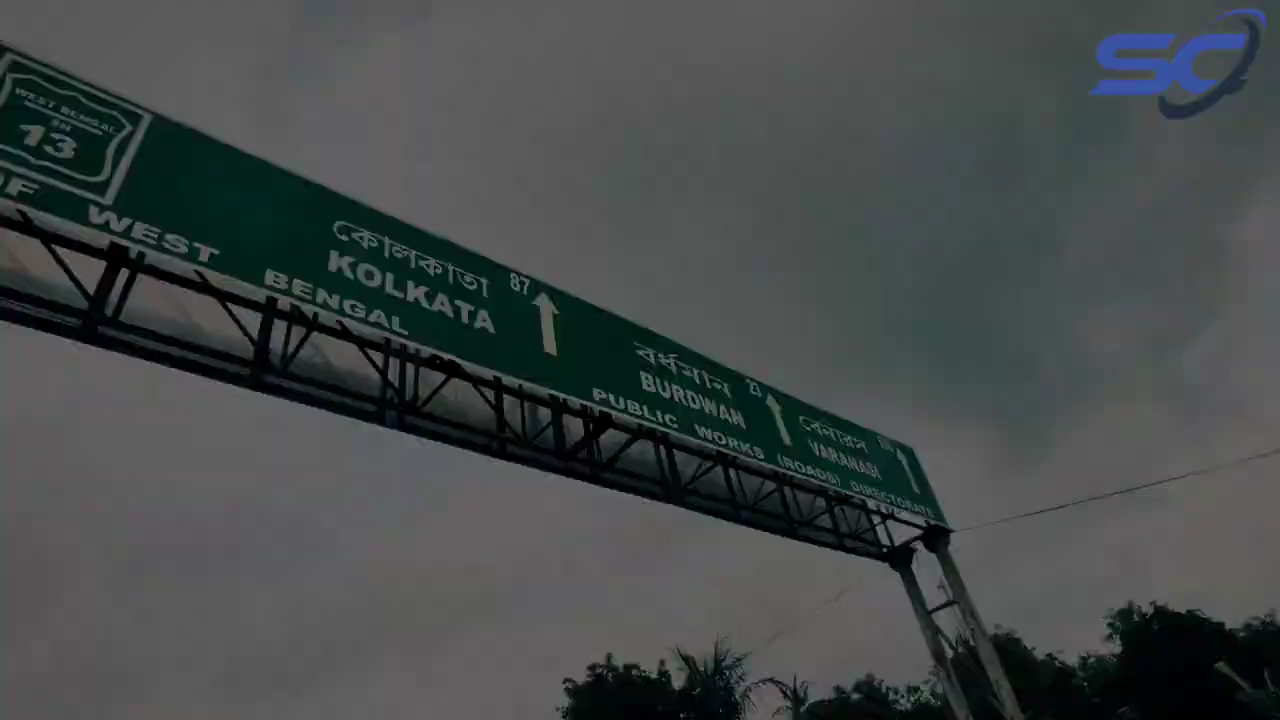 WEST BENGAL
SH
13
কোলকাতা
KOLKATA
87
বর্ধমান
BURDWAN
বেনারস
VARANASI
OF WEST BENGAL PUBLIC WORKS (ROADS) DIRECTORATE
SC